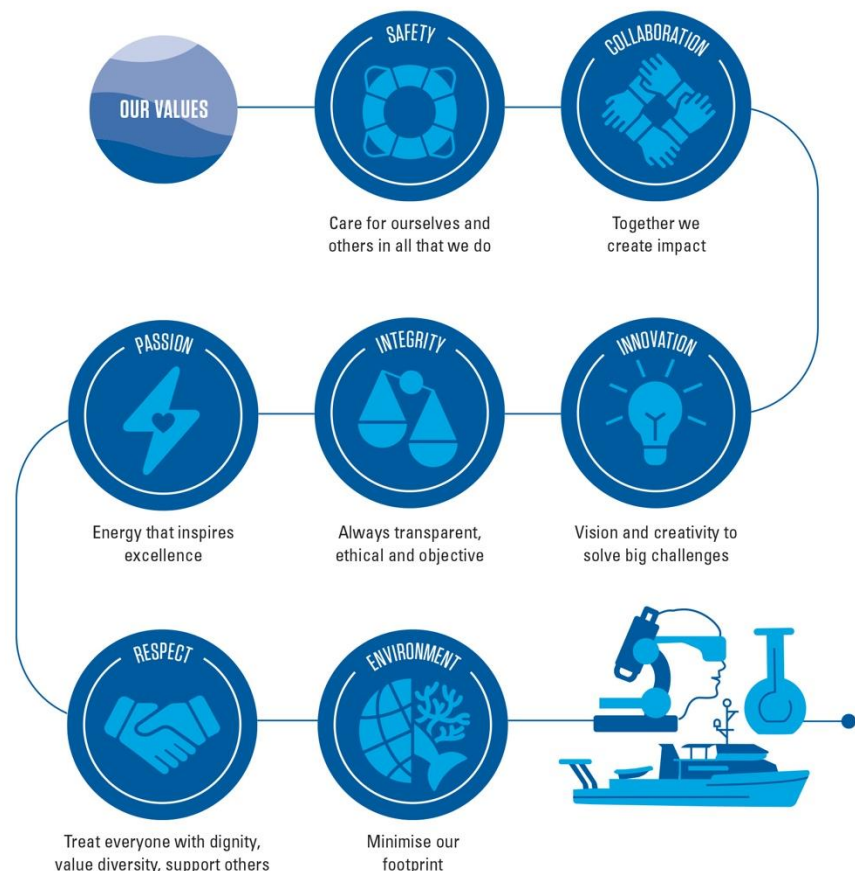 OUR VALUES
SAFETY
Care for ourselves and
others in all that we do
COLLABORATION
Together we
create impact
INNOVATION
Vision and creativity to
solve big challenges
INTEGRITY
Always transparent,
ethical and objective
PASSION
Energy that inspires
excellence
RESPECT
Treat everyone with dignity,
value diversity, support others
ENVIRONMENT
Minimise our
footprint